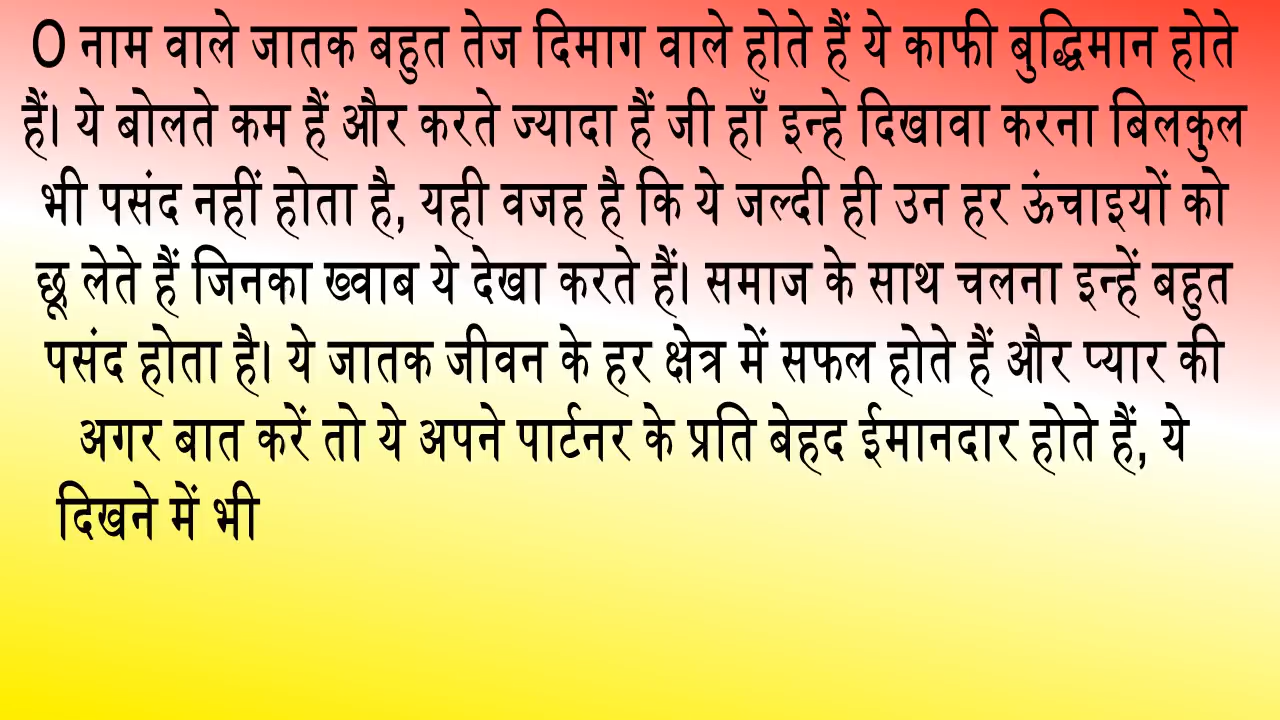 O नाम वाले जातक बहुत तेज दिमाग वाले होते हैं ये काफी बुद्धिमान होते
हैं। ये बोलते कम हैं और करते ज्यादा हैं जी हाँ इन्हे दिखावा करना बिलकुल
भी पसंद नहीं होता है, यही वजह है कि ये जल्दी ही उन हर ऊंचाइयों को
छू लेते हैं जिनका ख्वाब ये देखा करते हैं। समाज के साथ चलना इन्हें बहुत
पसंद होता है। ये जातक जीवन के हर क्षेत्र में सफल होते हैं और प्यार की
अगर बात करें तो ये अपने पार्टनर के प्रति बेहद ईमानदार होते हैं, ये
दिखने में भी